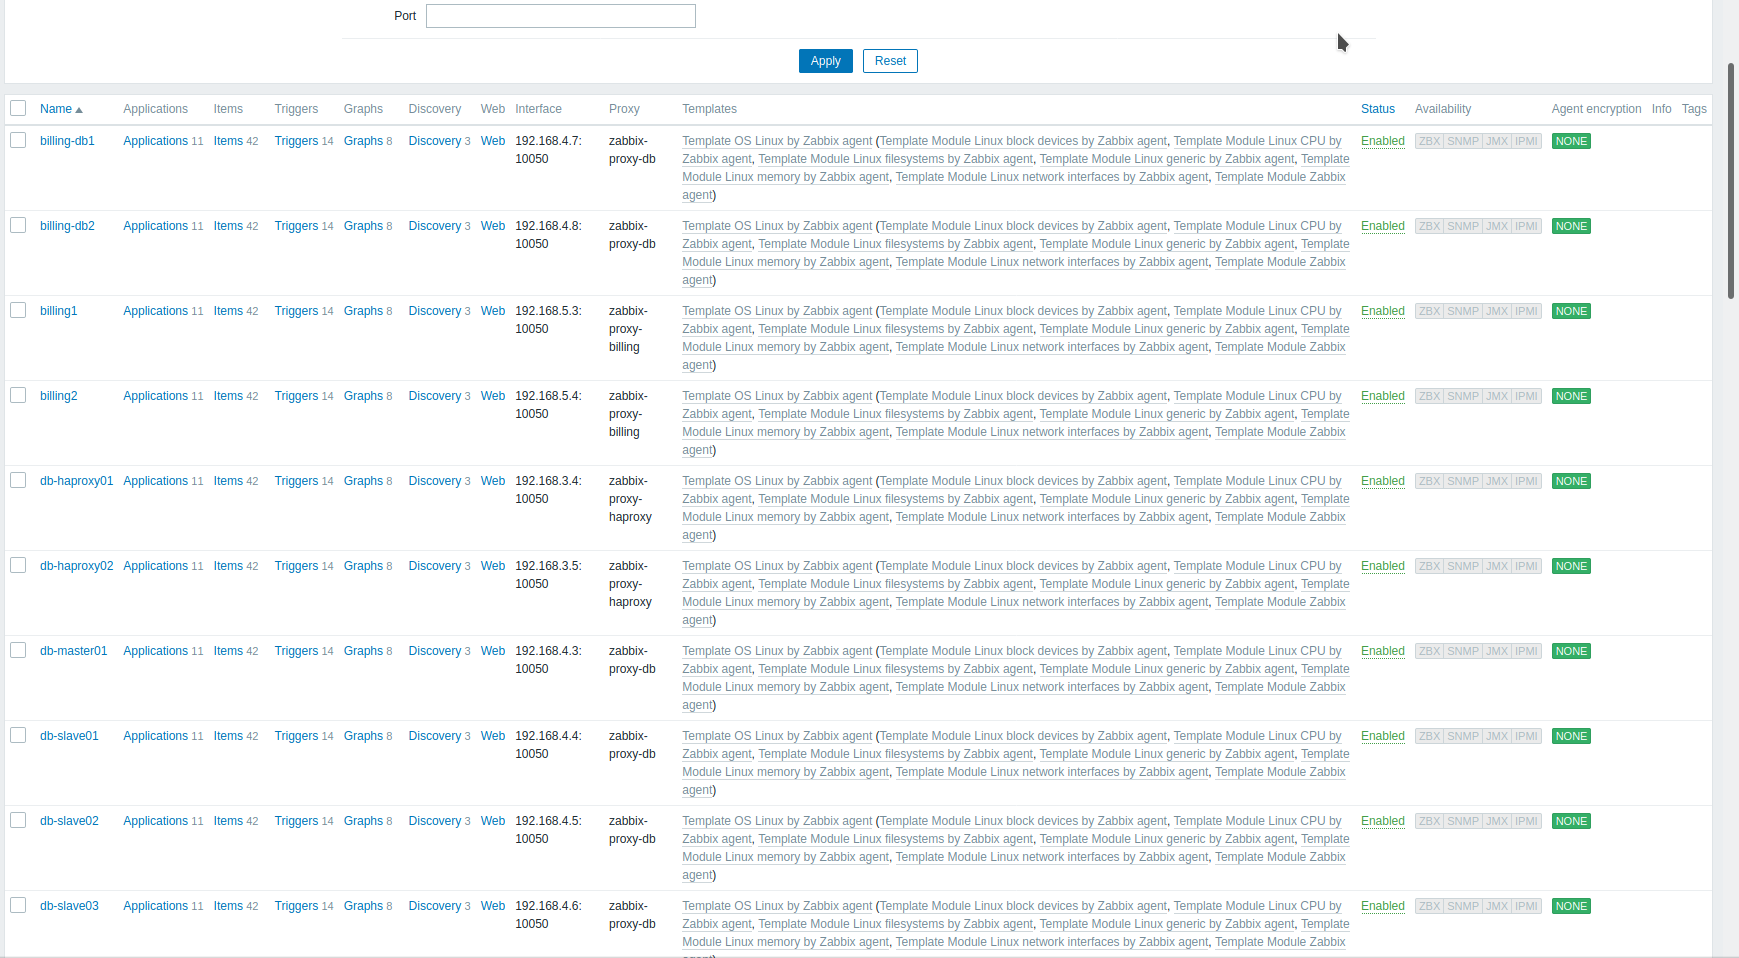 Port
Apply Reset
Name Applications Items Triggers Graphs Discovery Web Interface Proxy Templates Status Availability Agent encryption Info Tags
billing-db1 Applications 11 Items 42 Triggers 14 Graphs 8 Discovery 3 Web 192.168.4.7: zabbix- Template OS Linux by Zabbix agent (Template Module Linux block devices by Zabbix agent, Template Module Linux CPU by Enabled ZBX SNMP JMX IPMI NONE
10050 proxy-db Zabbix agent, Template Module Linux filesystems by Zabbix agent, Template Module Linux generic by Zabbix agent, Template
Module Linux memory by Zabbix agent, Template Module Linux network interfaces by Zabbix agent, Template Module Zabbix
agent)
billing-db2 Applications 11 Items 42 Triggers 14 Graphs 8 Discovery 3 Web 192.168.4.8: zabbix- Template OS Linux by Zabbix agent (Template Module Linux block devices by Zabbix agent, Template Module Linux CPU by Enabled ZBX SNMP JMX IPMI NONE
10050 proxy-db Zabbix agent, Template Module Linux filesystems by Zabbix agent, Template Module Linux generic by Zabbix agent, Template
Module Linux memory by Zabbix agent, Template Module Linux network interfaces by Zabbix agent, Template Module Zabbix
agent)
billing1 Applications 11 Items 42 Triggers 14 Graphs 8 Discovery 3 Web 192.168.5.3: zabbix- Template OS Linux by Zabbix agent (Template Module Linux block devices by Zabbix agent, Template Module Linux CPU by Enabled ZBX SNMP JMX IPMI NONE
10050 proxy- Zabbix agent, Template Module Linux filesystems by Zabbix agent, Template Module Linux generic by Zabbix agent, Template
billing Module Linux memory by Zabbix agent, Template Module Linux network interfaces by Zabbix agent, Template Module Zabbix
agent)
billing2 Applications 11 Items 42 Triggers 14 Graphs 8 Discovery 3 Web 192.168.5.4: zabbix- Template OS Linux by Zabbix agent (Template Module Linux block devices by Zabbix agent, Template Module Linux CPU by Enabled ZBX SNMP JMX IPMI NONE
10050 proxy- Zabbix agent, Template Module Linux filesystems by Zabbix agent, Template Module Linux generic by Zabbix agent, Template
billing Module Linux memory by Zabbix agent, Template Module Linux network interfaces by Zabbix agent, Template Module Zabbix
agent)
db-haproxy01 Applications 11 Items 42 Triggers 14 Graphs 8 Discovery 3 Web 192.168.3.4: zabbix- Template OS Linux by Zabbix agent (Template Module Linux block devices by Zabbix agent, Template Module Linux CPU by Enabled ZBX SNMP JMX IPMI NONE
10050 proxy- Zabbix agent, Template Module Linux filesystems by Zabbix agent, Template Module Linux generic by Zabbix agent, Template
haproxy Module Linux memory by Zabbix agent, Template Module Linux network interfaces by Zabbix agent, Template Module Zabbix
agent)
db-haproxy02 Applications 11 Items 42 Triggers 14 Graphs 8 Discovery 3 Web 192.168.3.5: zabbix- Template OS Linux by Zabbix agent (Template Module Linux block devices by Zabbix agent, Template Module Linux CPU by Enabled ZBX SNMP JMX IPMI NONE
10050 proxy- Zabbix agent, Template Module Linux filesystems by Zabbix agent, Template Module Linux generic by Zabbix agent, Template
haproxy Module Linux memory by Zabbix agent, Template Module Linux network interfaces by Zabbix agent, Template Module Zabbix
agent)
db-master01 Applications 11 Items 42 Triggers 14 Graphs 8 Discovery 3 Web 192.168.4.3: zabbix- Template OS Linux by Zabbix agent (Template Module Linux block devices by Zabbix agent, Template Module Linux CPU by Enabled ZBX SNMP JMX IPMI NONE
10050 proxy-db Zabbix agent, Template Module Linux filesystems by Zabbix agent, Template Module Linux generic by Zabbix agent, Template
Module Linux memory by Zabbix agent, Template Module Linux network interfaces by Zabbix agent, Template Module Zabbix
agent)
db-slave01 Applications 11 Items 42 Triggers 14 Graphs 8 Discovery 3 Web 192.168.4.4: zabbix- Template OS Linux by Zabbix agent (Template Module Linux block devices by Zabbix agent, Template Module Linux CPU by Enabled ZBX SNMP JMX IPMI NONE
10050 proxy-db Zabbix agent, Template Module Linux filesystems by Zabbix agent, Template Module Linux generic by Zabbix agent, Template
Module Linux memory by Zabbix agent, Template Module Linux network interfaces by Zabbix agent, Template Module Zabbix
agent)
db-slave02 Applications 11 Items 42 Triggers 14 Graphs 8 Discovery 3 Web 192.168.4.5: zabbix- Template OS Linux by Zabbix agent (Template Module Linux block devices by Zabbix agent, Template Module Linux CPU by Enabled ZBX SNMP JMX IPMI NONE
10050 proxy-db Zabbix agent, Template Module Linux filesystems by Zabbix agent, Template Module Linux generic by Zabbix agent, Template
Module Linux memory by Zabbix agent, Template Module Linux network interfaces by Zabbix agent, Template Module Zabbix
agent)
db-slave03 Applications 11 Items 42 Triggers 14 Graphs 8 Discovery 3 Web 192.168.4.6: zabbix- Template OS Linux by Zabbix agent (Template Module Linux block devices by Zabbix agent, Template Module Linux CPU by Enabled ZBX SNMP JMX IPMI NONE
10050 proxy-db Zabbix agent, Template Module Linux filesystems by Zabbix agent, Template Module Linux generic by Zabbix agent, Template
Module Linux memory by Zabbix agent, Template Module Linux network interfaces by Zabbix agent, Template Module Zabbix